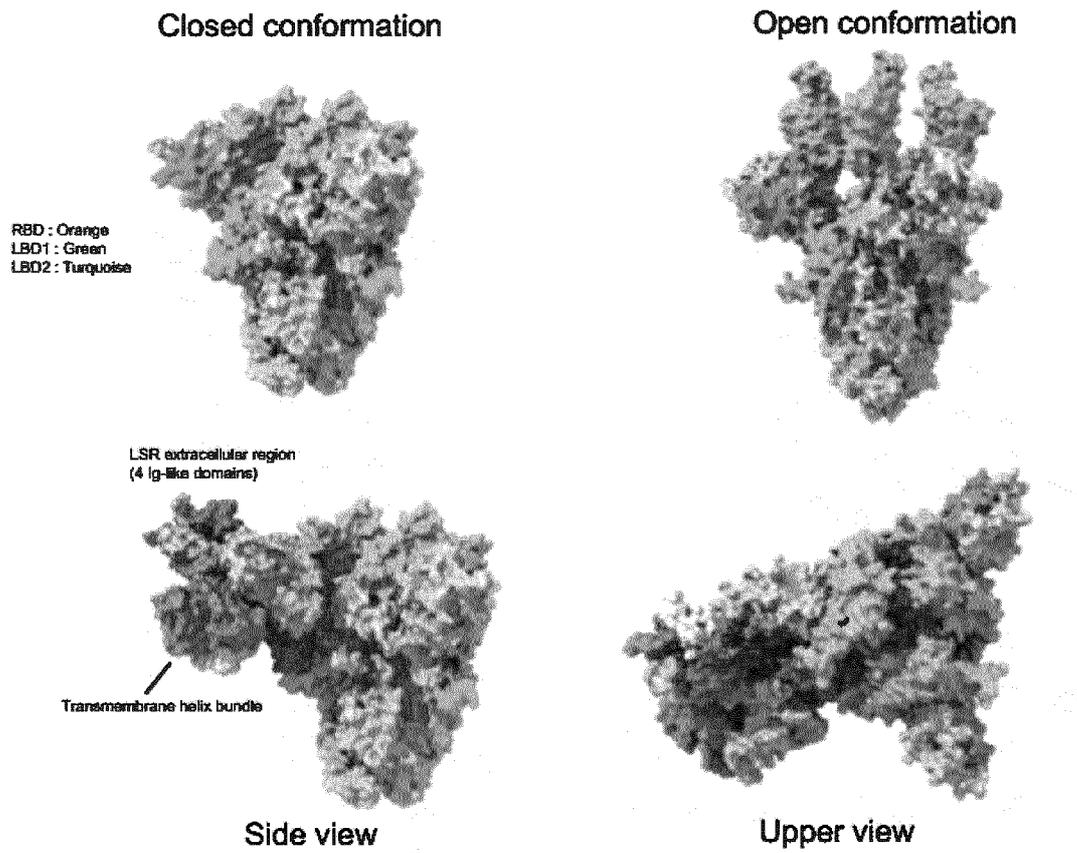 Closed conformation
Open conformation
RBD : Orange
LBD1 : Green
LBD2 : Turquoise
LSR extracellular region
(4 Ig-like domains)
Transmembrane helix bundle
Side view
Upper view